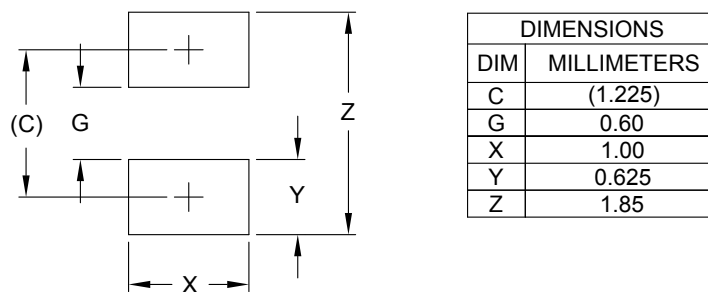 (C)
G
Z
Y
X
DIMENSIONS
DIM MILLIMETERS
C (1.225)
G 0.60
X 1.00
Y 0.625
Z 1.85